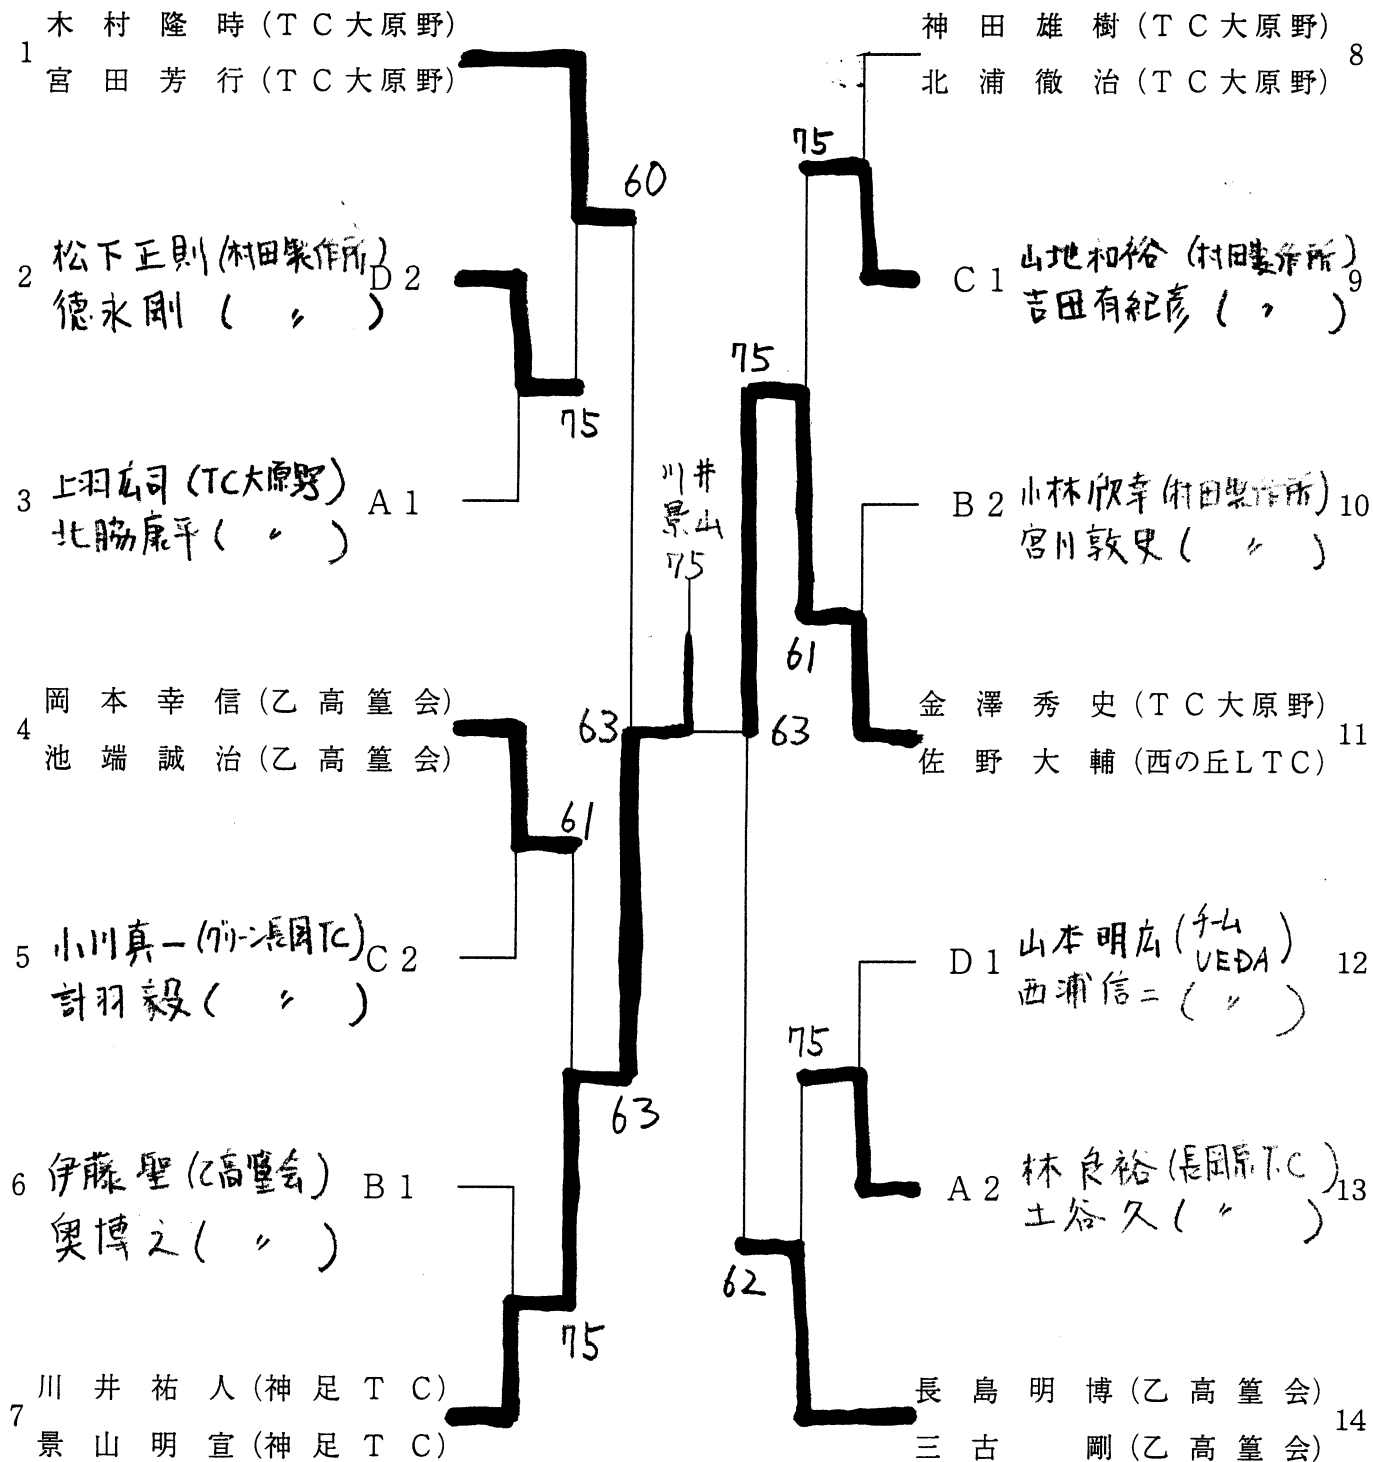 1
木村隆時(TC大原野)
宮田芳行(TC大原野)
2
松下正則(村田製作所)
徳永剛(〃)
D2
3
上羽広司(TC大原野)
北脇康平(〃)
A1
4
岡本幸信(乙高篁会)
池端誠治(乙高篁会)
5
小川真一(グリーン長岡TC)
計羽毅(〃)
C2
6
伊藤聖(乙高篁会)
奥博之(〃)
B1
7
川井祐人(神足TC)
景山明宣(神足TC)
60
75
63
61
63
75
川井
景山
75
75
75
61
63
75
62
神田雄樹(TC大原野)
北浦徹治(TC大原野)
8
C1
山地和裕(村田製作所)
吉田有紀彦(〃)
9
B2
小林欣幸(村田製作所)
宮川敦史(〃)
10
金澤秀史(TC大原野)
佐野大輔(西の丘LTC)
11
D1
山本明広(チームUEDA)
西浦信二(〃)
12
A2
林良裕(長岡京T.C)
土谷久(〃)
13
長島明博(乙高篁会)
三古剛(乙高篁会)
14